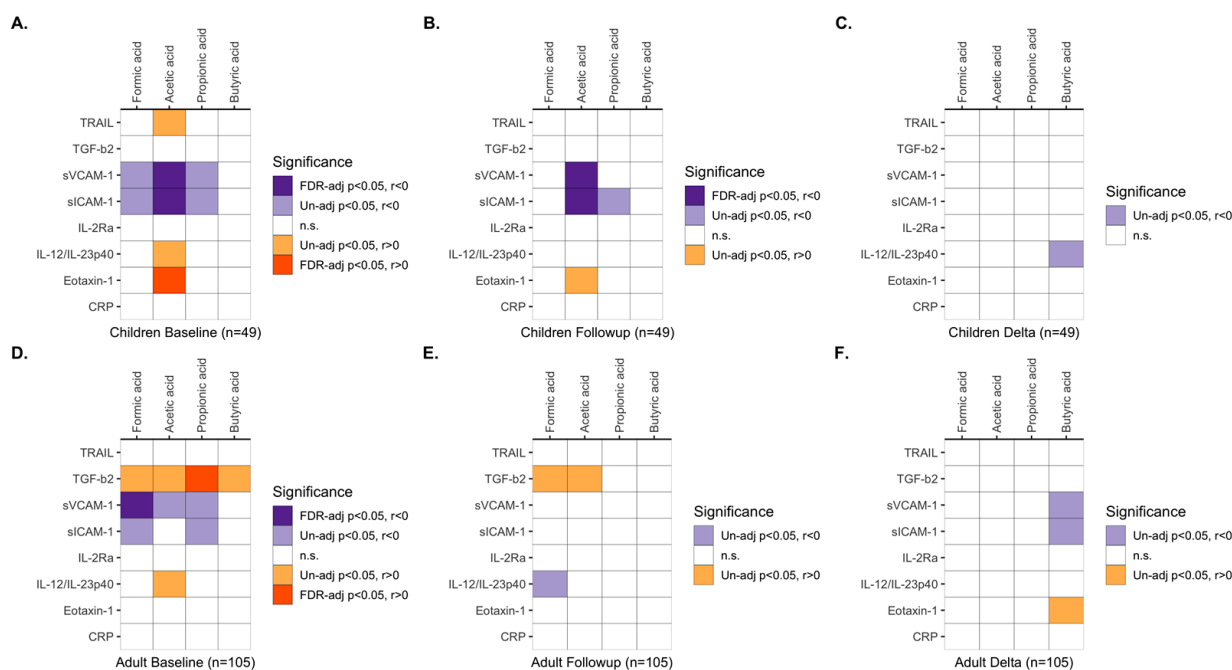 A.
Formic acid
Acetic acid
Propionic acid
Butyric acid
TRAIL
TGF-b2
sVCAM-1
sICAM-1
IL-2Ra
IL-12/IL-23p40
Eotaxin-1
CRP
Children Baseline (n=49)
Significance
FDR-adj p<0.05, r<0
Un-adj p<0.05, r<0
n.s.
Un-adj p<0.05, r>0
FDR-adj p<0.05, r>0
B.
Formic acid
Acetic acid
Propionic acid
Butyric acid
TRAIL
TGF-b2
sVCAM-1
sICAM-1
IL-2Ra
IL-12/IL-23p40
Eotaxin-1
CRP
Children Followup (n=49)
Significance
FDR-adj p<0.05, r<0
Un-adj p<0.05, r<0
n.s.
Un-adj p<0.05, r>0
C.
Formic acid
Acetic acid
Propionic acid
Butyric acid
TRAIL
TGF-b2
sVCAM-1
sICAM-1
IL-2Ra
IL-12/IL-23p40
Eotaxin-1
CRP
Children Delta (n=49)
Significance
Un-adj p<0.05, r<0
n.s.
D.
Formic acid
Acetic acid
Propionic acid
Butyric acid
TRAIL
TGF-b2
sVCAM-1
sICAM-1
IL-2Ra
IL-12/IL-23p40
Eotaxin-1
CRP
Adult Baseline (n=105)
Significance
FDR-adj p<0.05, r<0
Un-adj p<0.05, r<0
n.s.
Un-adj p<0.05, r>0
FDR-adj p<0.05, r>0
E.
Formic acid
Acetic acid
Propionic acid
Butyric acid
TRAIL
TGF-b2
sVCAM-1
sICAM-1
IL-2Ra
IL-12/IL-23p40
Eotaxin-1
CRP
Adult Followup (n=105)
Significance
Un-adj p<0.05, r<0
n.s.
Un-adj p<0.05, r>0
F.
Formic acid
Acetic acid
Propionic acid
Butyric acid
TRAIL
TGF-b2
sVCAM-1
sICAM-1
IL-2Ra
IL-12/IL-23p40
Eotaxin-1
CRP
Adult Delta (n=105)
Significance
Un-adj p<0.05, r<0
n.s.
Un-adj p<0.05, r>0